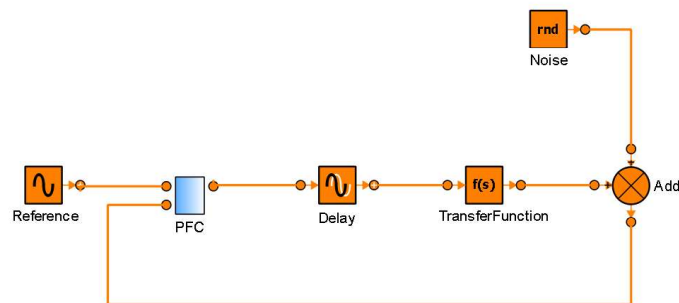 rnd
Noise
Reference
PFC
Delay
f(s)
TransferFunction
Add